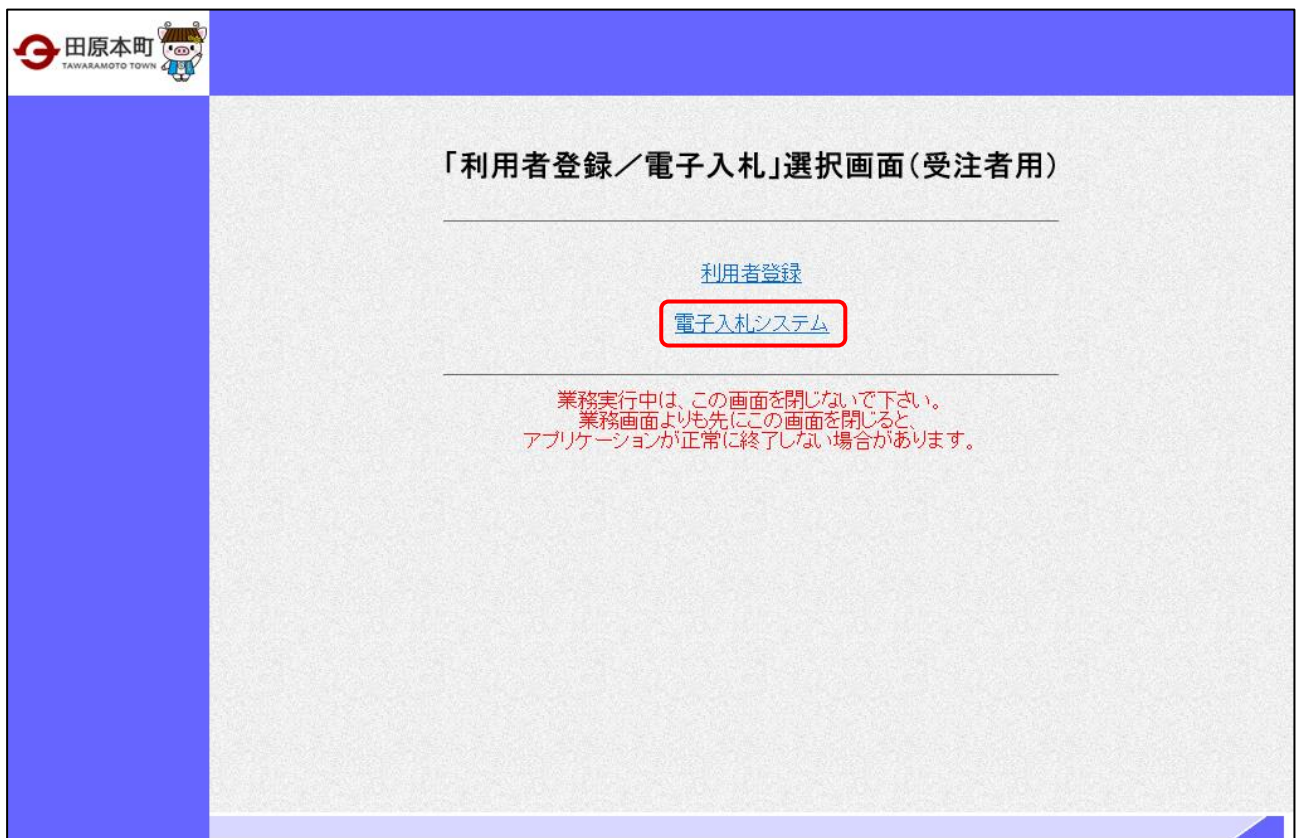 田原本町
TAWARAMOTO TOWN
「利用者登録／電子入札」選択画面（受注者用）
利用者登録
電子入札システム
業務実行中は、この画面を閉じないで下さい。
業務画面よりも先にこの画面を閉じると、
アプリケーションが正常に終了しない場合があります。